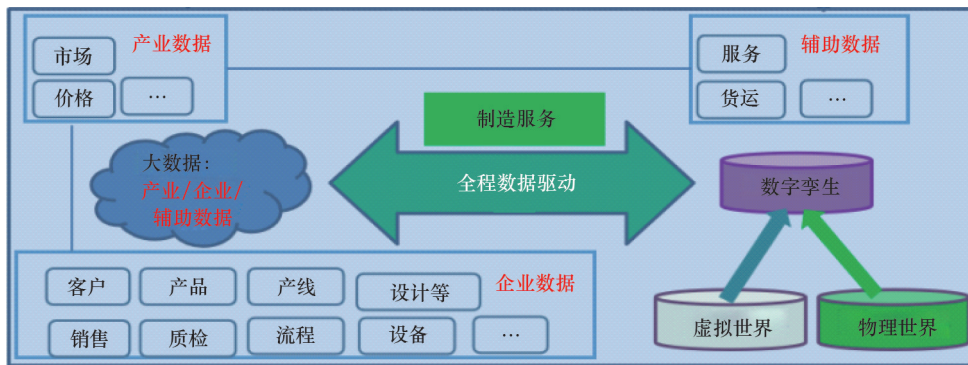 产业数据
市场
价格
…
辅助数据
服务
货运
…
制造服务
全程数据驱动
大数据：
产业/企业/
辅助数据
数字孪生
虚拟世界
物理世界
企业数据
客户
产品
产线
设计等
销售
质检
流程
设备
…